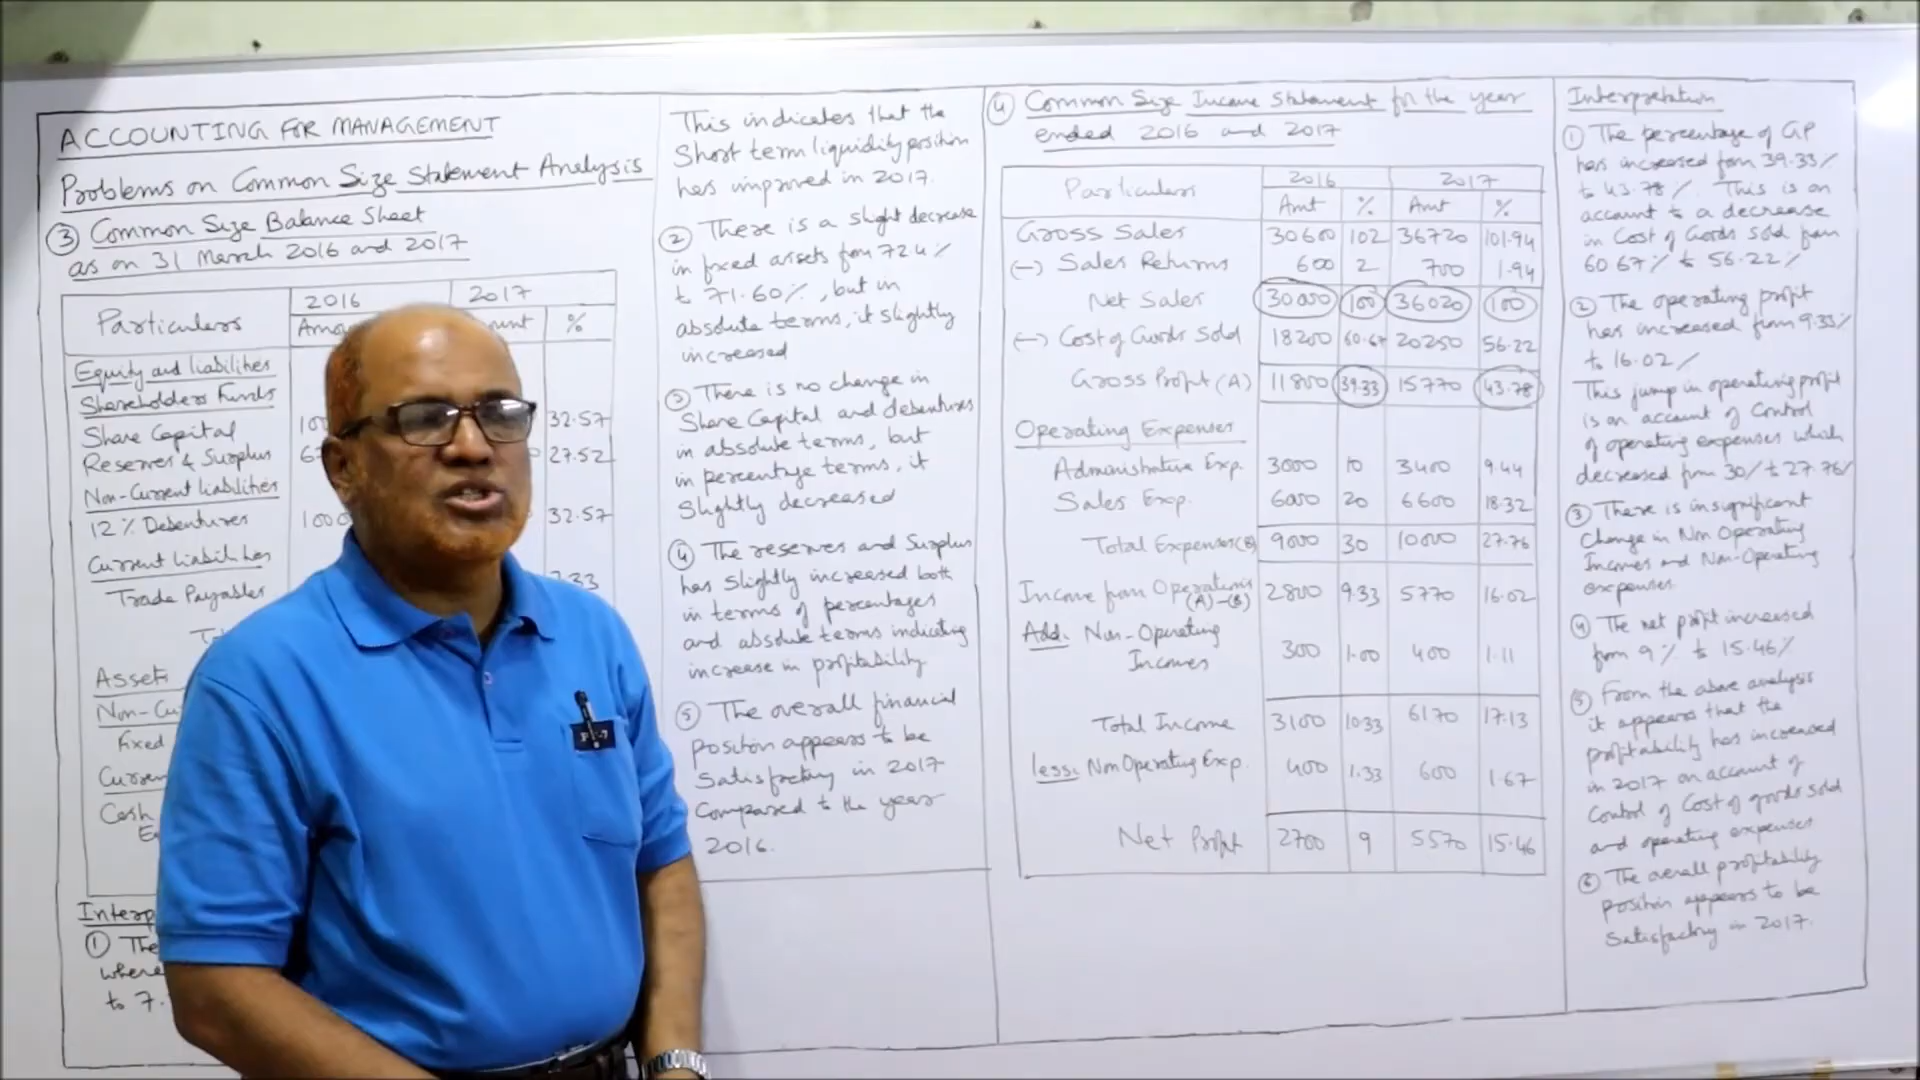 ACCOUNTING FOR MANAGEMENT
Problems on Common Size Statement Analysis
③ Common Size Balance Sheet
as on 31 March 2016 and 2017
Particulars 2016 2017
%
Equity and liabilities
Shareholders Funds
Share Capital 32.57
Reserves & Surplus 27.52
Non-Current liabilities
12% Debentures 32.57
Current liabilities
Trade Payables
Assets
Fixed
Cash
① The
to 7.
This indicates that the
Short term liquidity position
has improved in 2017.
② There is a slight decrease
in fixed assets from 72.4%
to 71.60%, but in
absolute terms, it slightly
increased
③ There is no change in
Share Capital and debentures
in absolute terms, but
in percentage terms, it
Slightly decreased
④ The reserves and Surplus
has slightly increased both
in terms of percentages
and absolute terms indicating
increase in profitability
⑤ The overall financial
position appears to be
Satisfactory in 2017
Compared to the year
2016.
④ Common Size Income Statement for the year
ended 2016 and 2017
Particulars 2016 2017
Amt % Amt %
Gross Sales 30600 102 36720 101.94
(-) Sales Returns 600 2 700 1.94
Net Sales 30000 100 36020 100
(-) Cost of Goods Sold 18200 60.67 20250 56.22
Gross Profit (A) 11800 39.33 15770 43.78
Operating Expenses
Administrative Exp. 3000 10 3400 9.44
Sales Exp. 6000 20 6600 18.32
Total Expenses (B) 9000 30 10000 27.76
Income from Operations 2800 9.33 5770 16.02
(A)-(B)
Add: Non-Operating
Incomes 300 1.00 400 1.11
Total Income 3100 10.33 6170 17.13
less: Non Operating Exp. 400 1.33 600 1.67
Net Profit 2700 9 5570 15.46
Interpretation
① The percentage of GP
has increased from 39.33%
to 43.78%. This is on
account to a decrease
in Cost of Goods sold from
60.67% to 56.22%
② The operating profit
has increased from 9.33%
to 16.02%
This jump in operating profit
is on account of Control
of operating expenses which
decreased from 30% to 27.76%
③ There is insignificant
Change in Non Operating
Incomes and Non-Operating
expenses
④ The net profit increased
from 9% to 15.46%
⑤ From the above analysis
it appears that the
profitability has increased
in 2017 on account of
Control of Cost of goods sold
and operating expenses
⑥ The overall profitability
position appears to be
Satisfactory in 2017.